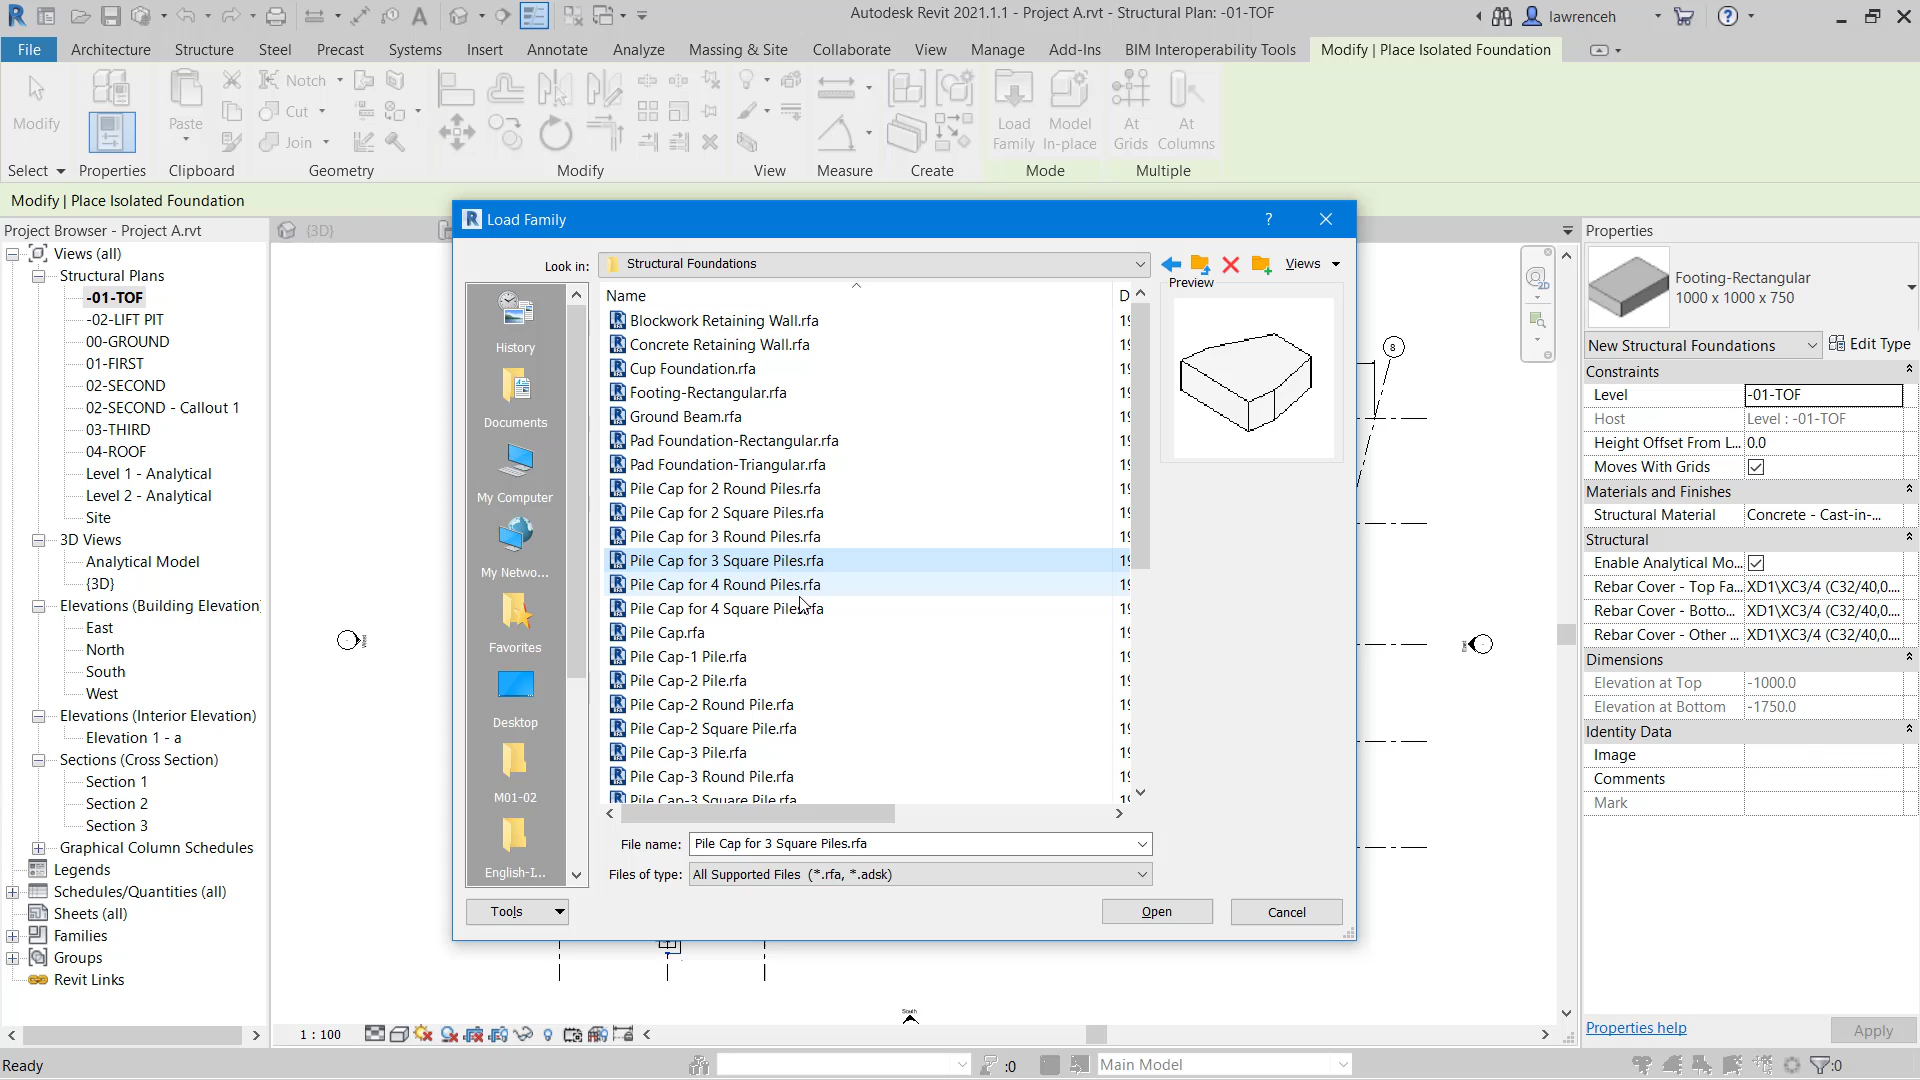 Autodesk Revit 2021.1.1 - Project A.rvt - Structural Plan: -01-TOF
lawrenceh
File Architecture Structure Steel Precast Systems Insert Annotate Analyze Massing & Site Collaborate View Manage Add-Ins BIM Interoperability Tools Modify | Place Isolated Foundation
Modify Paste Notch Cut Join Load Family Model In-place At Grids At Columns
Select Properties Clipboard Geometry Modify View Measure Create Mode Multiple
Modify | Place Isolated Foundation
Project Browser - Project A.rvt
Views (all)
Structural Plans
-01-TOF
-02-LIFT PIT
00-GROUND
01-FIRST
02-SECOND
02-SECOND - Callout 1
03-THIRD
04-ROOF
Level 1 - Analytical
Level 2 - Analytical
Site
3D Views
Analytical Model
{3D}
Elevations (Building Elevation)
East
North
South
West
Elevations (Interior Elevation)
Elevation 1 - a
Sections (Cross Section)
Section 1
Section 2
Section 3
Graphical Column Schedules
Legends
Schedules/Quantities (all)
Sheets (all)
Families
Groups
Revit Links
{3D}
Load Family
?
Look in: Structural Foundations
Views
History
Documents
My Computer
My Netwo...
Favorites
Desktop
M01-02
English-I...
Name
Blockwork Retaining Wall.rfa
Concrete Retaining Wall.rfa
Cup Foundation.rfa
Footing-Rectangular.rfa
Ground Beam.rfa
Pad Foundation-Rectangular.rfa
Pad Foundation-Triangular.rfa
Pile Cap for 2 Round Piles.rfa
Pile Cap for 2 Square Piles.rfa
Pile Cap for 3 Round Piles.rfa
Pile Cap for 3 Square Piles.rfa
Pile Cap for 4 Round Piles.rfa
Pile Cap for 4 Square Piles.rfa
Pile Cap.rfa
Pile Cap-1 Pile.rfa
Pile Cap-2 Pile.rfa
Pile Cap-2 Round Pile.rfa
Pile Cap-2 Square Pile.rfa
Pile Cap-3 Pile.rfa
Pile Cap-3 Round Pile.rfa
Pile Cap-3 Square Pile.rfa
Preview
File name: Pile Cap for 3 Square Piles.rfa
Files of type: All Supported Files (*.rfa, *.adsk)
Tools
Open
Cancel
8
West
East
South
2D
Properties
Footing-Rectangular
1000 x 1000 x 750
New Structural Foundations Edit Type
Constraints
Level -01-TOF
Host Level : -01-TOF
Height Offset From L... 0.0
Moves With Grids
Materials and Finishes
Structural Material Concrete - Cast-in-...
Structural
Enable Analytical Mo...
Rebar Cover - Top Fa... XD1\XC3/4 (C32/40,0....
Rebar Cover - Botto... XD1\XC3/4 (C32/40,0....
Rebar Cover - Other ... XD1\XC3/4 (C32/40,0....
Dimensions
Elevation at Top -1000.0
Elevation at Bottom -1750.0
Identity Data
Image
Comments
Mark
Properties help
Apply
1 : 100
Ready
:0
Main Model
:0